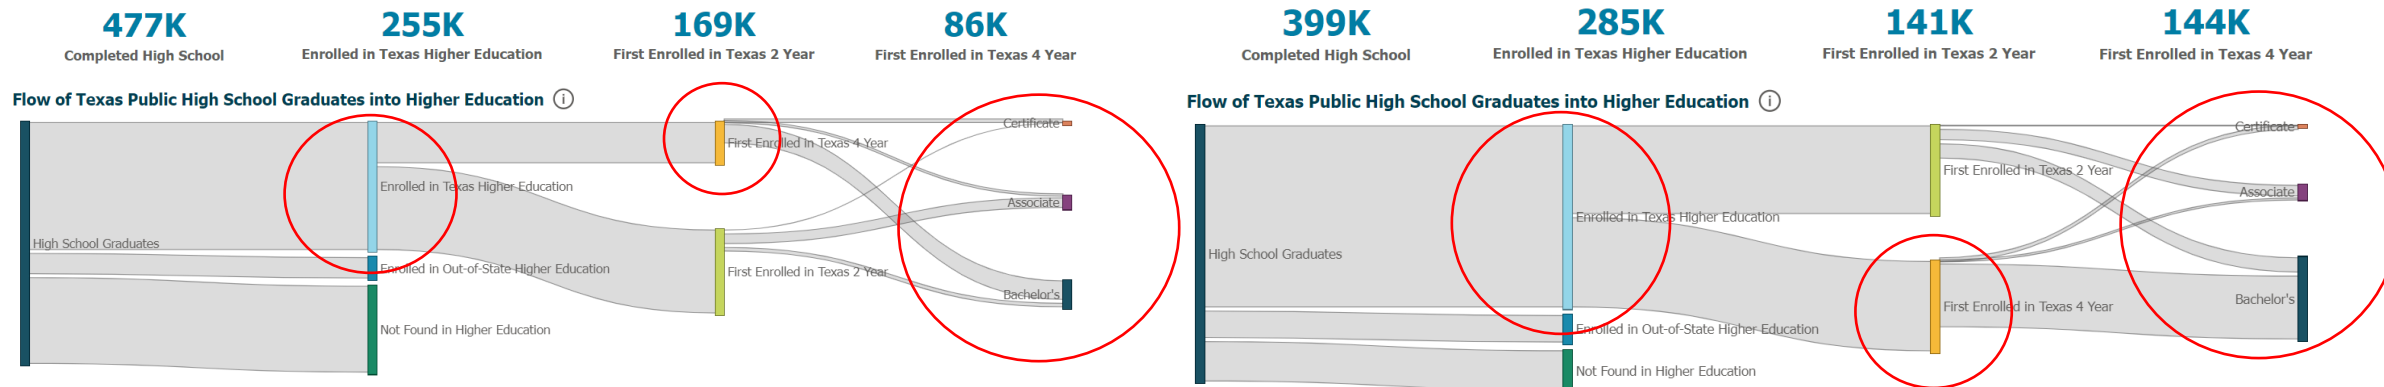 477K
Completed High School
255K
Enrolled in Texas Higher Education
169K
First Enrolled in Texas 2 Year
86K
First Enrolled in Texas 4 Year
Flow of Texas Public High School Graduates into Higher Education i
High School Graduates
Enrolled in Texas Higher Education
Enrolled in Out-of-State Higher Education
Not Found in Higher Education
First Enrolled in Texas 4 Year
First Enrolled in Texas 2 Year
Certificate
Associate
Bachelor's
399K
Completed High School
285K
Enrolled in Texas Higher Education
141K
First Enrolled in Texas 2 Year
144K
First Enrolled in Texas 4 Year
Flow of Texas Public High School Graduates into Higher Education i
High School Graduates
Enrolled in Texas Higher Education
Enrolled in Out-of-State Higher Education
Not Found in Higher Education
First Enrolled in Texas 2 Year
First Enrolled in Texas 4 Year
Certificate
Associate
Bachelor's